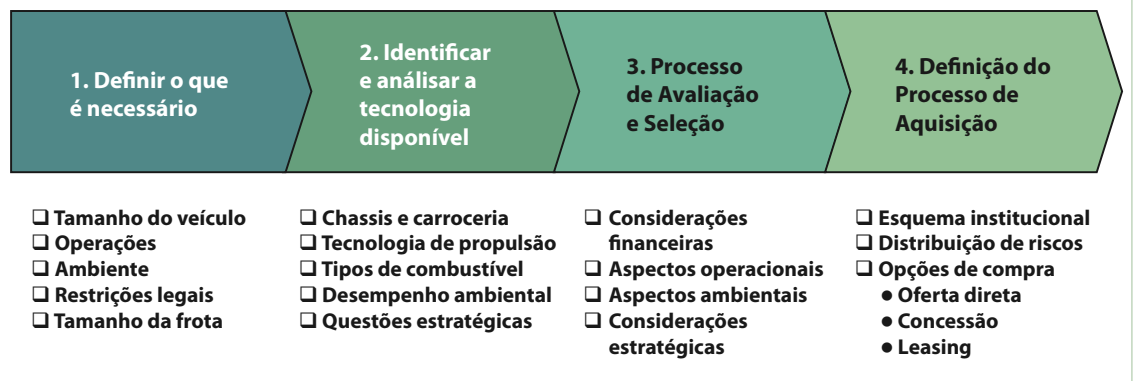 1. Definir o que
é necessário
2. Identificar
e análisar a
tecnologia
disponível
3. Processo
de Avaliação
e Seleção
4. Definição do
Processo de
Aquisição
❑ Tamanho do veículo
❑ Operações
❑ Ambiente
❑ Restrições legais
❑ Tamanho da frota
❑ Chassis e carroceria
❑ Tecnologia de propulsão
❑ Tipos de combustível
❑ Desempenho ambiental
❑ Questões estratégicas
❑ Considerações
financeiras
❑ Aspectos operacionais
❑ Aspectos ambientais
❑ Considerações
estratégicas
❑ Esquema institucional
❑ Distribuição de riscos
❑ Opções de compra
● Oferta direta
● Concessão
● Leasing